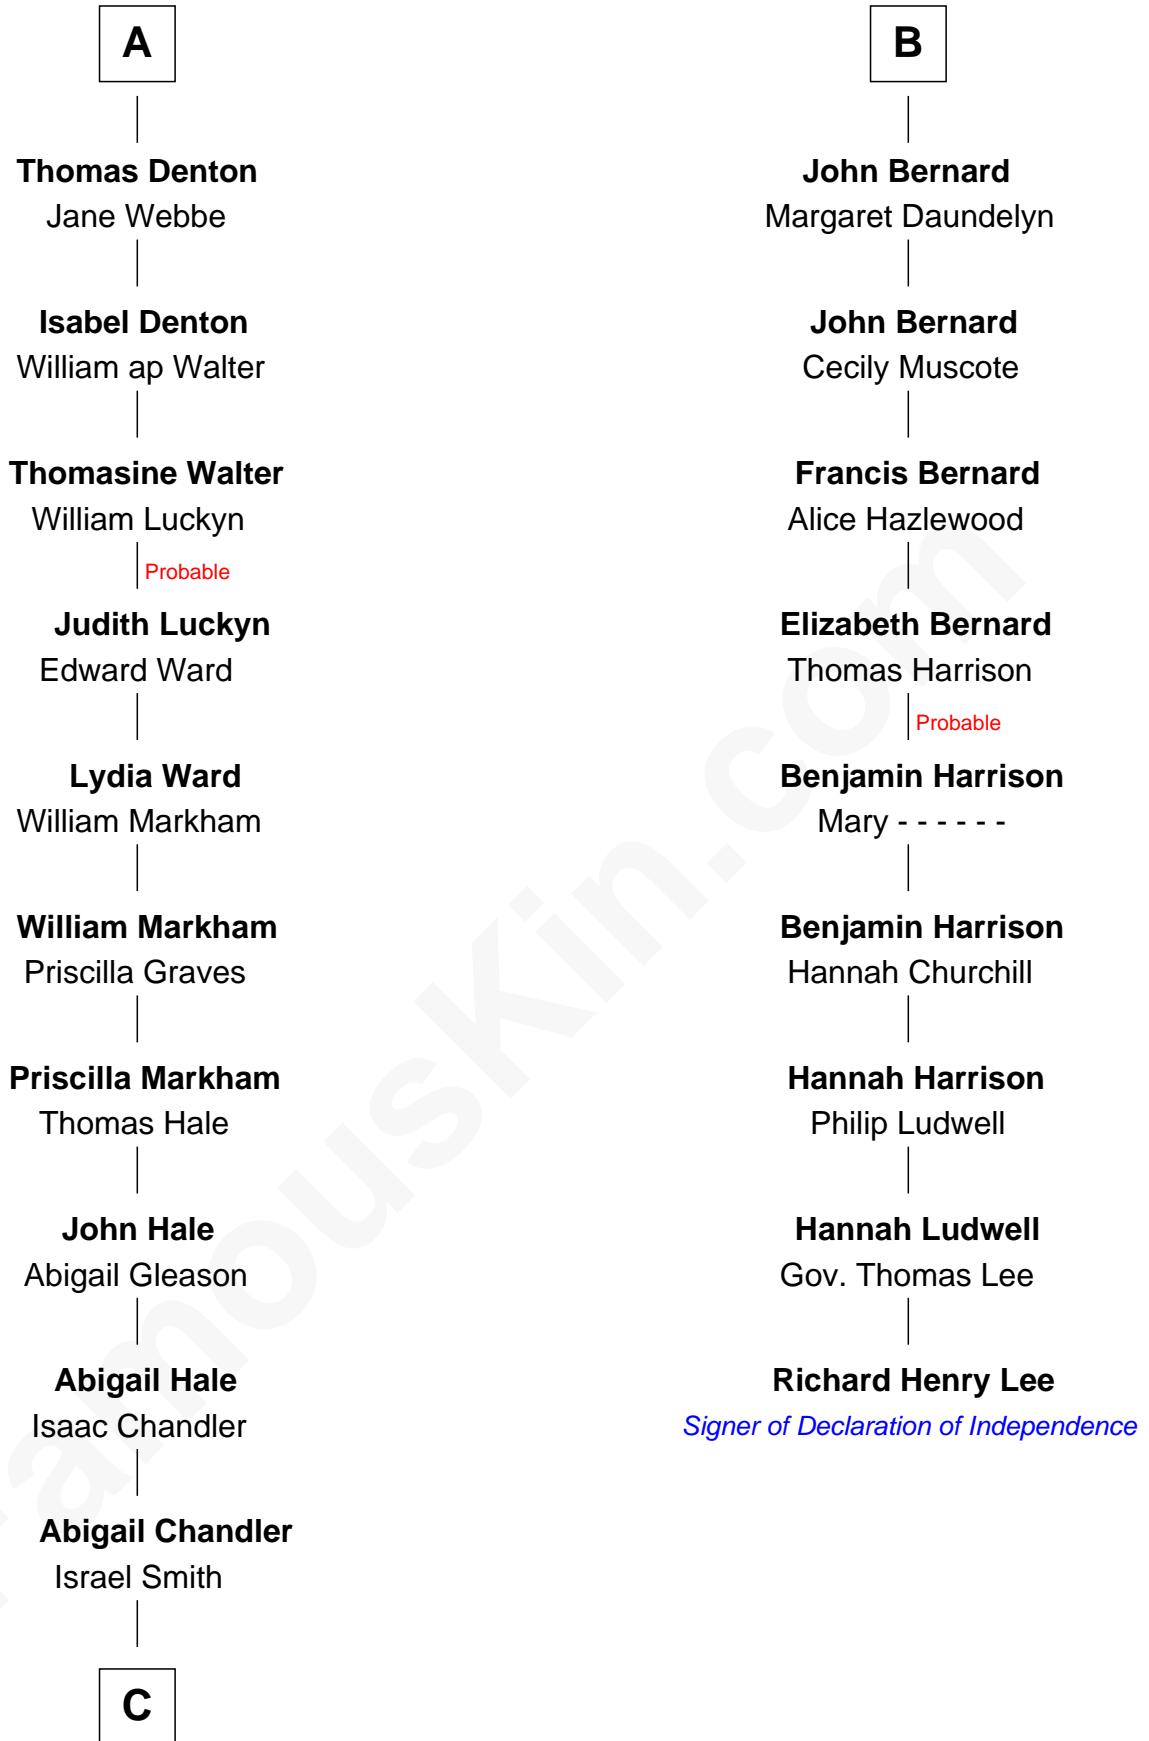 A
Thomas Denton
Jane Webbe
Isabel Denton
William ap Walter
Thomasine Walter
William Luckyn
Probable
Judith Luckyn
Edward Ward
Lydia Ward
William Markham
William Markham
Priscilla Graves
Priscilla Markham
Thomas Hale
John Hale
Abigail Gleason
Abigail Hale
Isaac Chandler
Abigail Chandler
Israel Smith
C
B
John Bernard
Margaret Daundelyn
John Bernard
Cecily Muscote
Francis Bernard
Alice Hazlewood
Elizabeth Bernard
Thomas Harrison
Probable
Benjamin Harrison
Mary - - - - - -
Benjamin Harrison
Hannah Churchill
Hannah Harrison
Philip Ludwell
Hannah Ludwell
Gov. Thomas Lee
Richard Henry Lee
Signer of Declaration of Independence
FamousKin.com